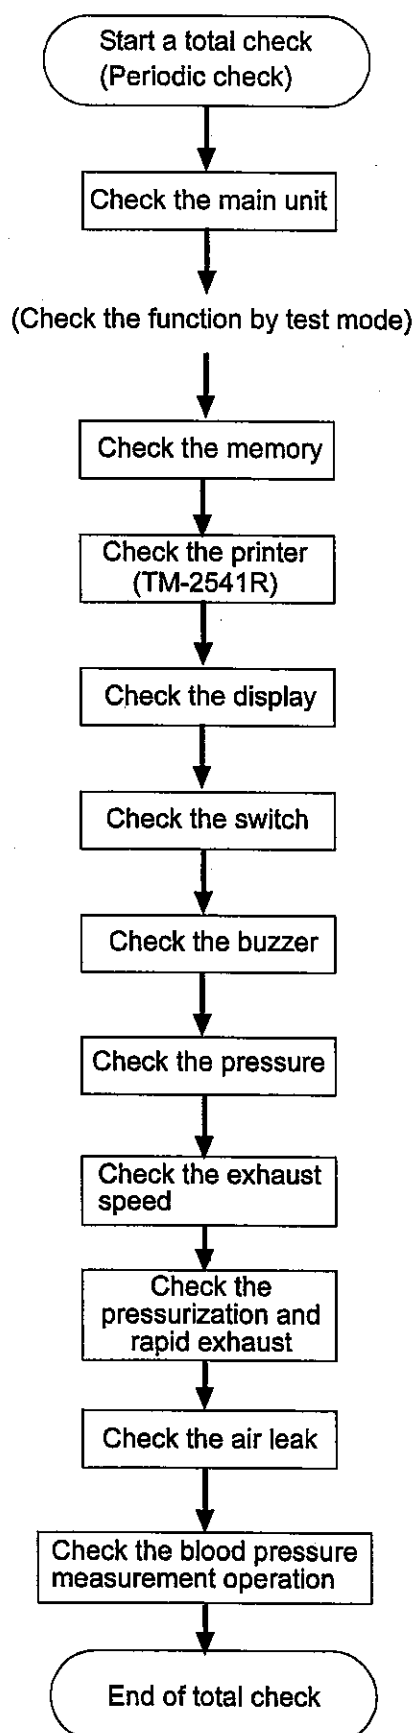 Start a total check
(Periodic check)
Check the main unit
(Check the function by test mode)
Check the memory
Check the printer
(TM-2541R)
Check the display
Check the switch
Check the buzzer
Check the pressure
Check the exhaust
speed
Check the
pressurization and
rapid exhaust
Check the air leak
Check the blood pressure
measurement operation
End of total check